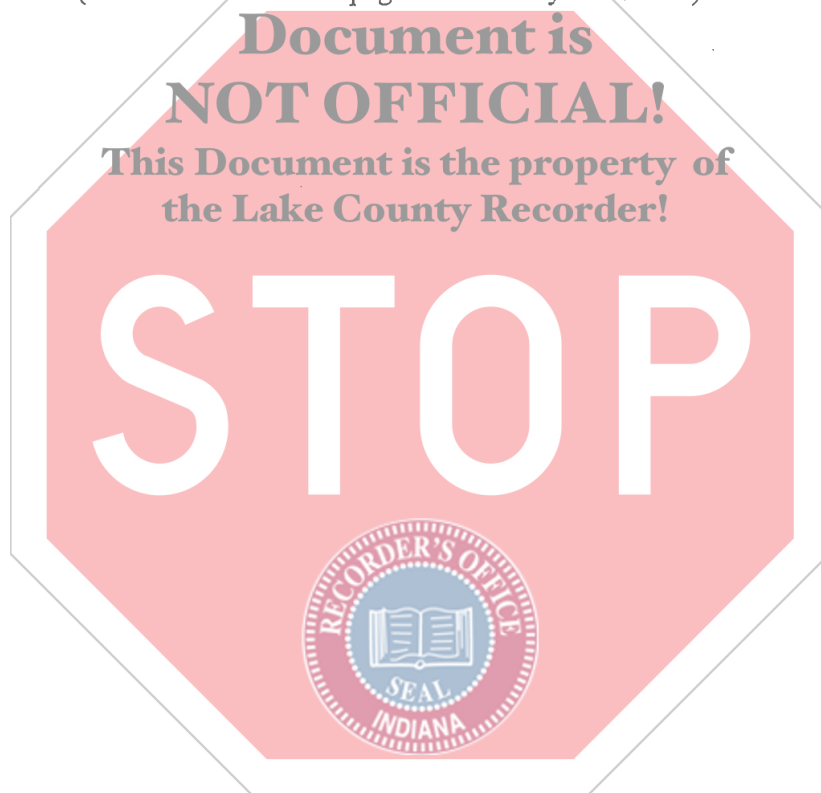 Document is
NOT OFFICIAL!
This Document is the property of
the Lake County Recorder!
STOP
RECORDER'S OFFICE
SEAL
INDIANA